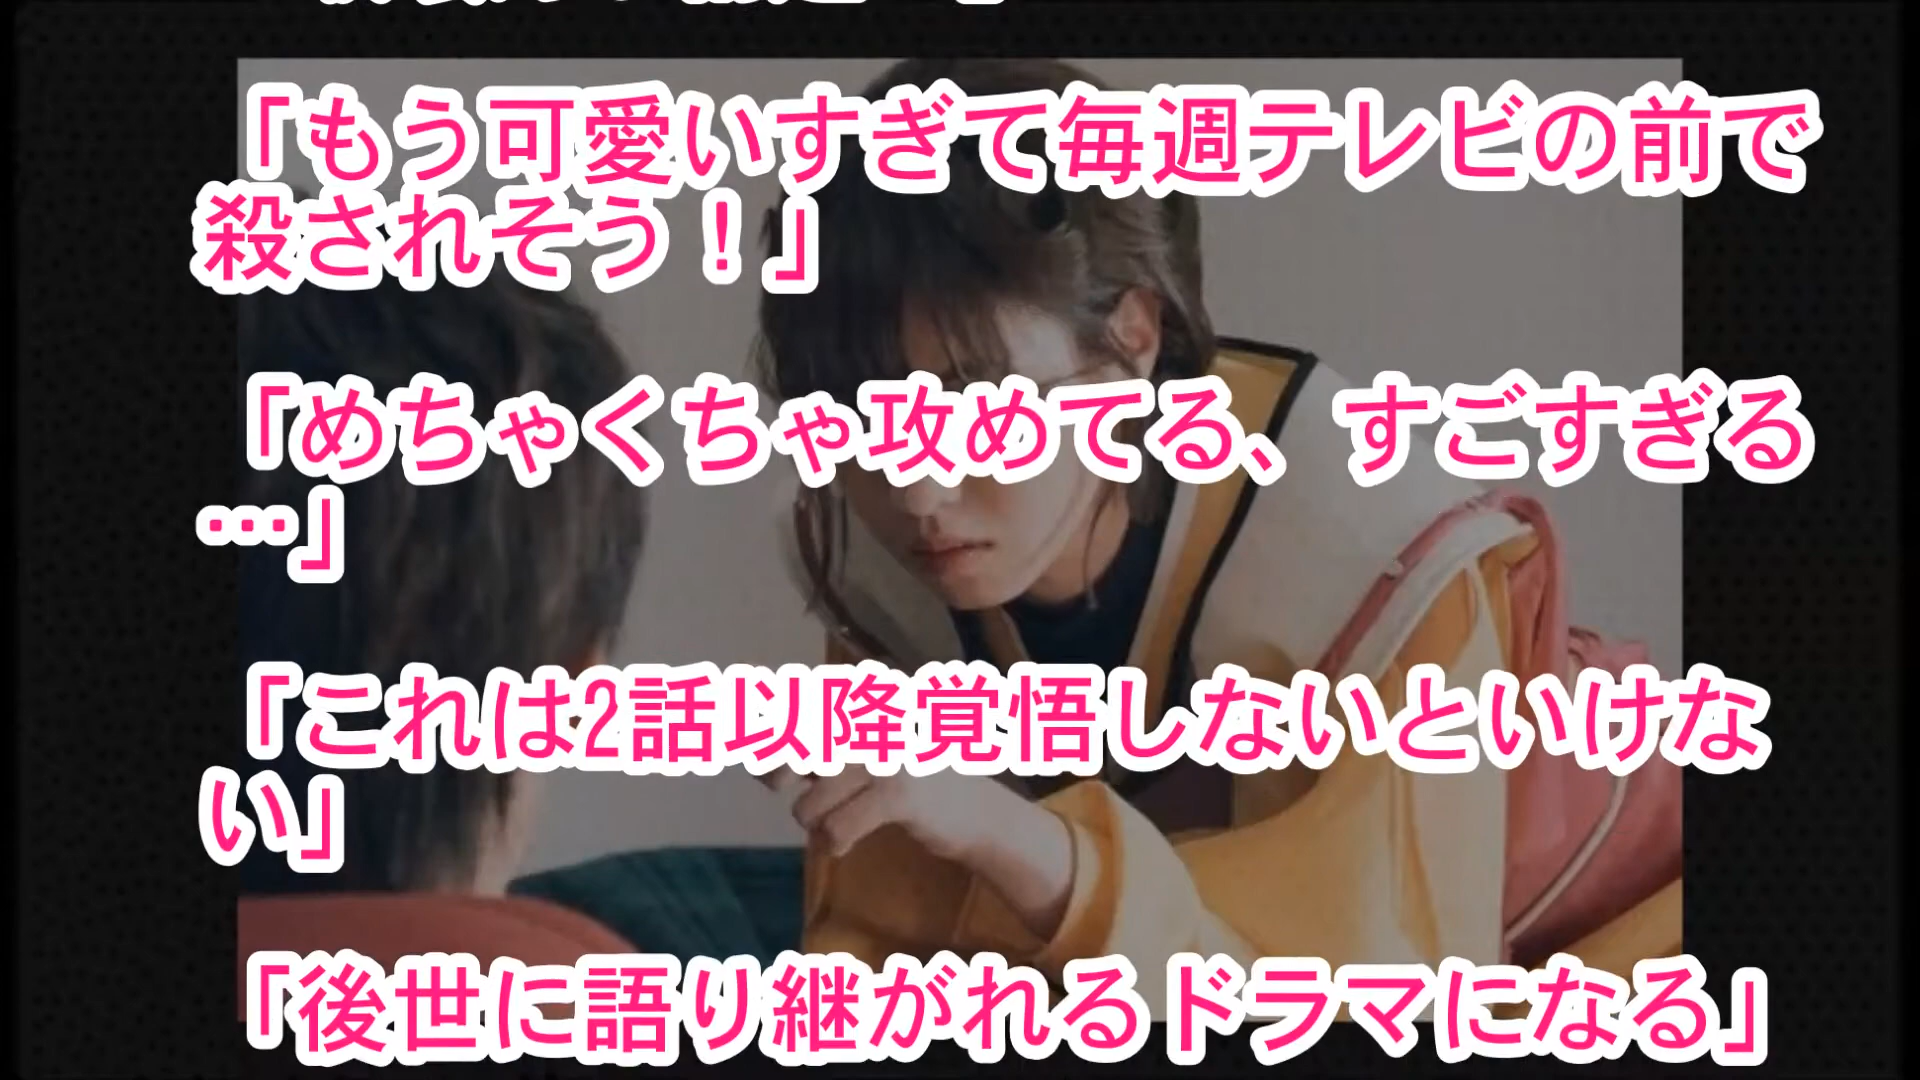 「もう可愛いすぎて毎週テレビの前で
殺されそう！」
「めちゃくちゃ攻めてる、すごすぎる
…」
「これは2話以降覚悟しないといけな
い」
「後世に語り継がれるドラマになる」